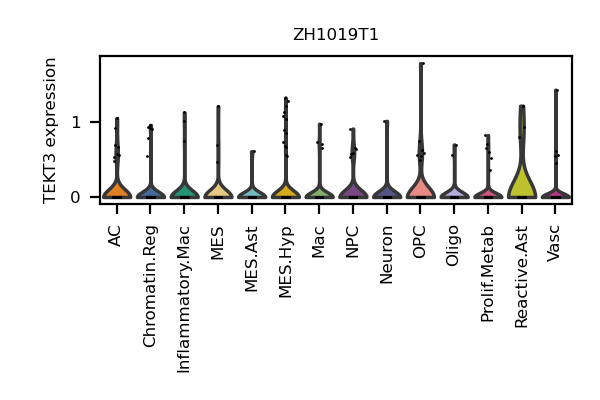 ZH1019T1
TEKT3 expression
1
0
AC
Chromatin.Reg
Inflammatory.Mac
MES
MES.Ast
MES.Hyp
Mac
NPC
Neuron
OPC
Oligo
Prolif.Metab
Reactive.Ast
Vasc